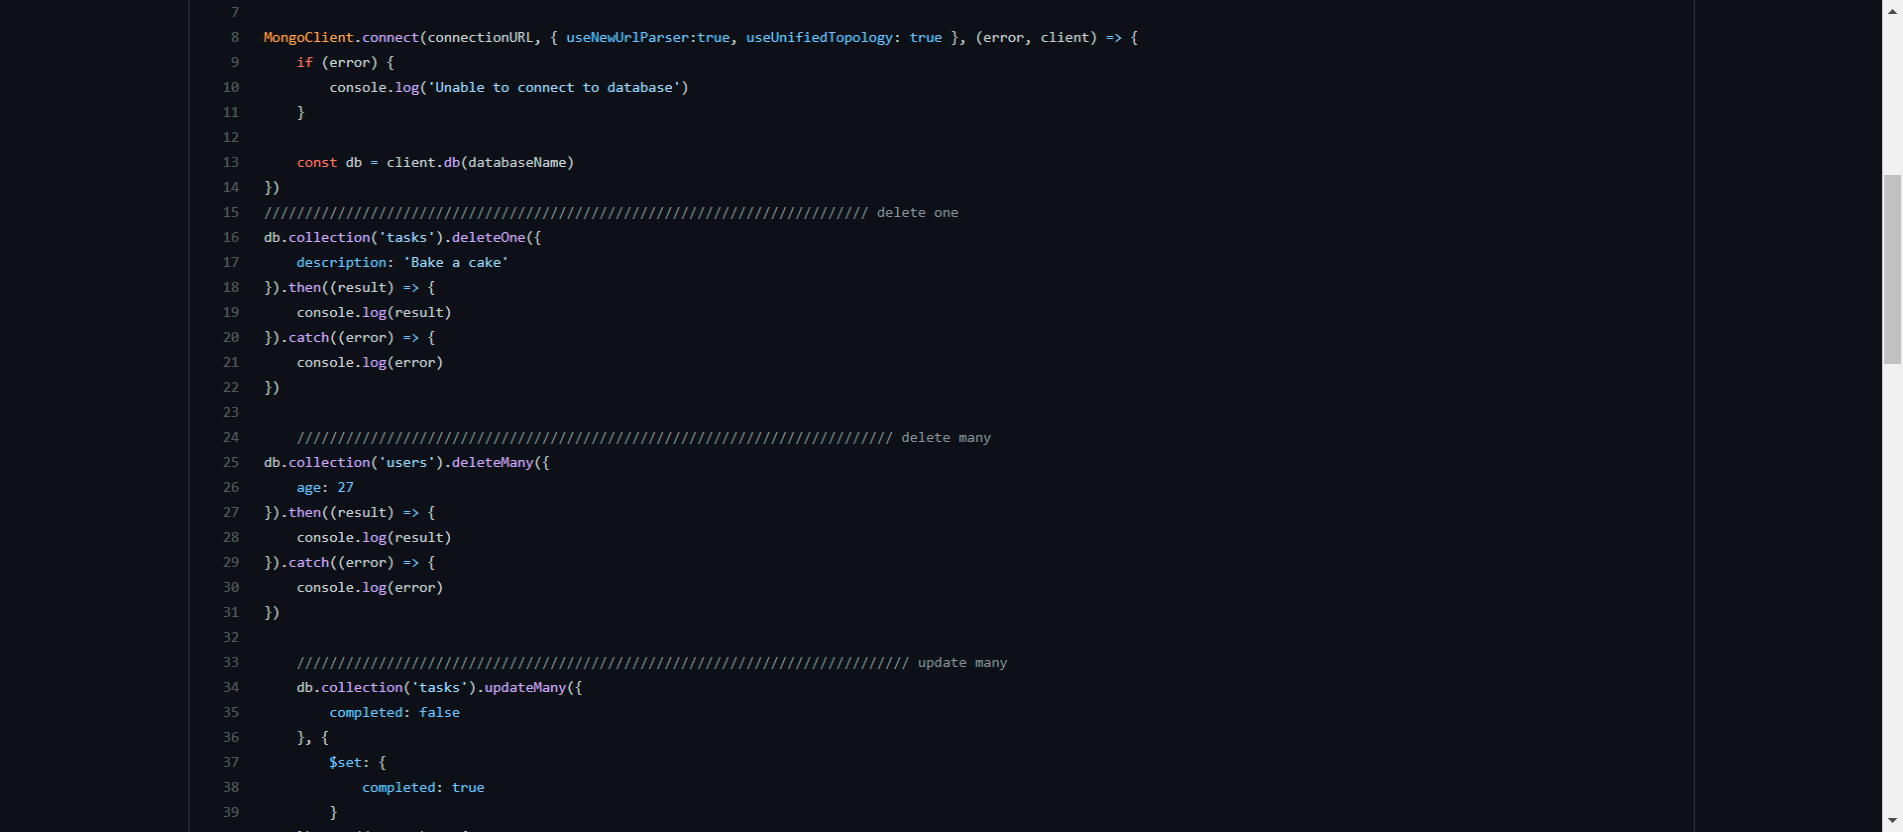 7
8 MongoClient.connect(connectionURL, { useNewUrlParser:true, useUnifiedTopology: true }, (error, client) => {
9     if (error) {
10         console.log('Unable to connect to database')
11     }
12
13     const db = client.db(databaseName)
14 })
15 ////////////////////////////////////////////////////////////////////////// delete one
16 db.collection('tasks').deleteOne({
17     description: 'Bake a cake'
18 }).then((result) => {
19     console.log(result)
20 }).catch((error) => {
21     console.log(error)
22 })
23
24     ///////////////////////////////////////////////////////////////////////// delete many
25 db.collection('users').deleteMany({
26     age: 27
27 }).then((result) => {
28     console.log(result)
29 }).catch((error) => {
30     console.log(error)
31 })
32
33     /////////////////////////////////////////////////////////////////////////// update many
34     db.collection('tasks').updateMany({
35         completed: false
36     }, {
37         $set: {
38             completed: true
39         }